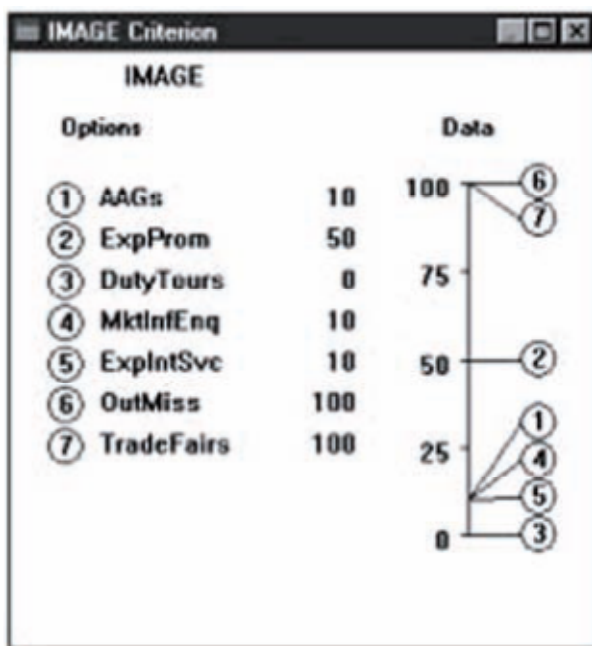 IMAGE Criterion
IMAGE
Options Data
1 AAGs 10
2 ExpProm 50
3 DutyTours 0
4 MktInfEnq 10
5 ExpIntSvc 10
6 OutMiss 100
7 TradeFairs 100
100
75
50
25
0
6
7
2
1
4
5
3